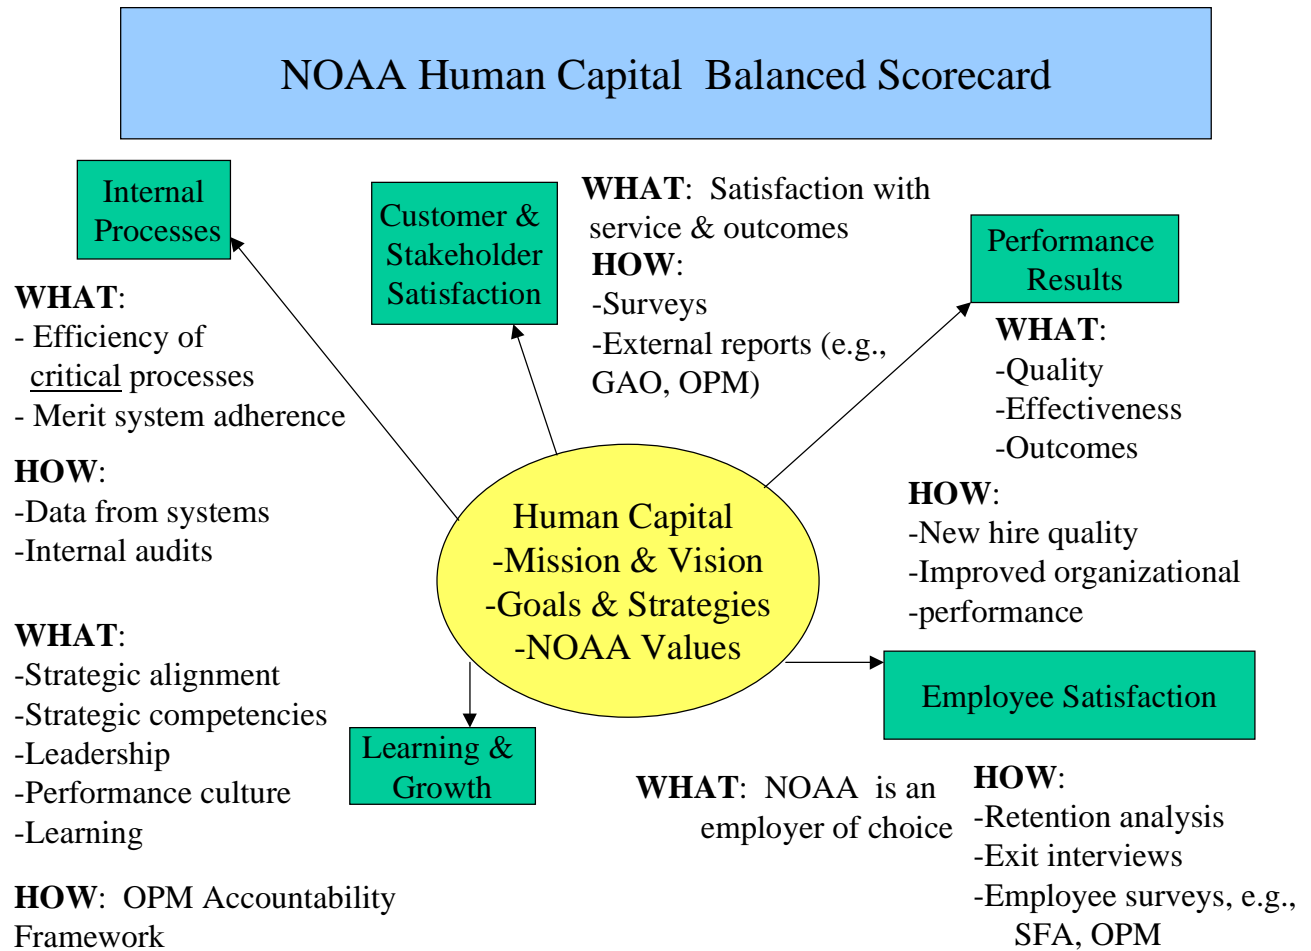 NOAA Human Capital  Balanced Scorecard
Internal
Processes
WHAT:
- Efficiency of
critical processes
- Merit system adherence
HOW:
-Data from systems
-Internal audits
Customer &
Stakeholder
Satisfaction
WHAT:  Satisfaction with
service & outcomes
HOW:
-Surveys
-External reports (e.g.,
GAO, OPM)
Performance
Results
WHAT:
-Quality
-Effectiveness
-Outcomes
HOW:
-New hire quality
-Improved organizational
-performance
Human Capital
-Mission & Vision
-Goals & Strategies
-NOAA Values
WHAT:
-Strategic alignment
-Strategic competencies
-Leadership
-Performance culture
-Learning
HOW:  OPM Accountability
Framework
Learning &
Growth
Employee Satisfaction
WHAT:  NOAA  is an
employer of choice
HOW:
-Retention analysis
-Exit interviews
-Employee surveys, e.g.,
SFA, OPM